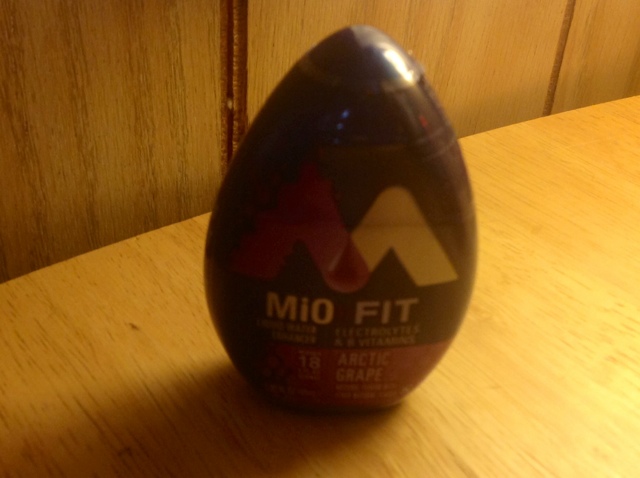 MiO FIT
LIQUID WATER ELECTROLYTES
ENHANCER & B VITAMINS
18 ARCTIC
GRAPE